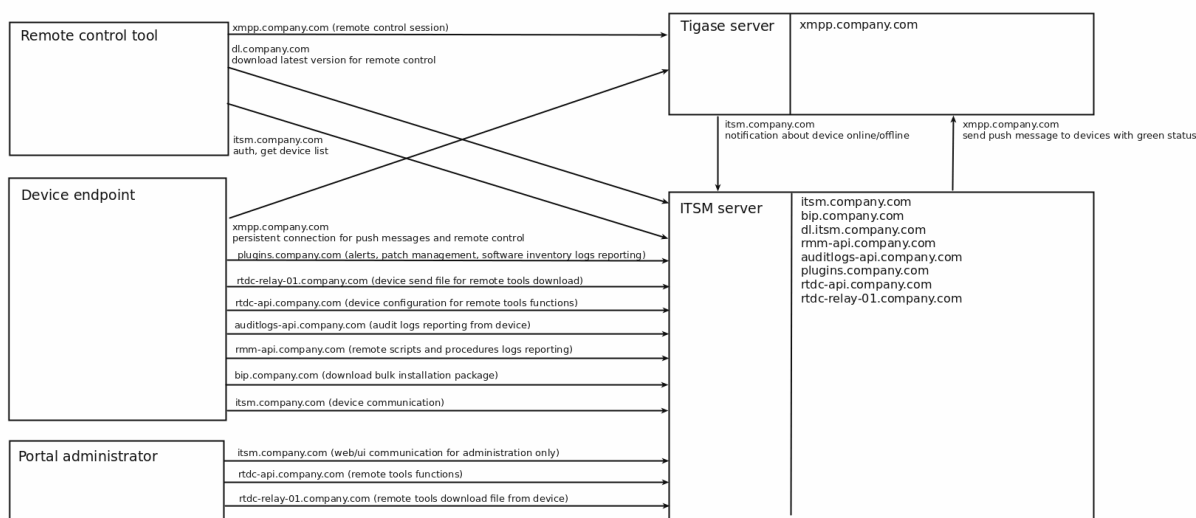 Remote control tool
xmpp.company.com (remote control session)
dl.company.com
download latest version for remote control
itsm.company.com
auth, get device list
Tigase server
xmpp.company.com
itsm.company.com
notification about device online/offline
xmpp.company.com
send push message to devices with green status
Device endpoint
xmpp.company.com
persistent connection for push messages and remote control
plugins.company.com (alerts, patch management, software inventory logs reporting)
rtdc-relay-01.company.com (device send file for remote tools download)
rtdc-api.company.com (device configuration for remote tools functions)
auditlogs-api.company.com (audit logs reporting from device)
rmm-api.company.com (remote scripts and procedures logs reporting)
bip.company.com (download bulk installation package)
itsm.company.com (device communication)
ITSM server
itsm.company.com
bip.company.com
dl.itsm.company.com
rmm-api.company.com
auditlogs-api.company.com
plugins.company.com
rtdc-api.company.com
rtdc-relay-01.company.com
Portal administrator
itsm.company.com (web/ui communication for administration only)
rtdc-api.company.com (remote tools functions)
rtdc-relay-01.company.com (remote tools download file from device)